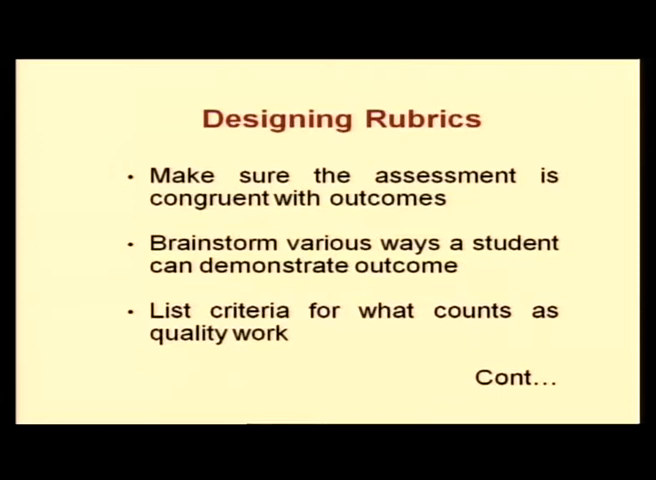 Designing Rubrics
• Make sure the assessment is
congruent with outcomes
• Brainstorm various ways a student
can demonstrate outcome
• List criteria for what counts as
quality work
Cont...